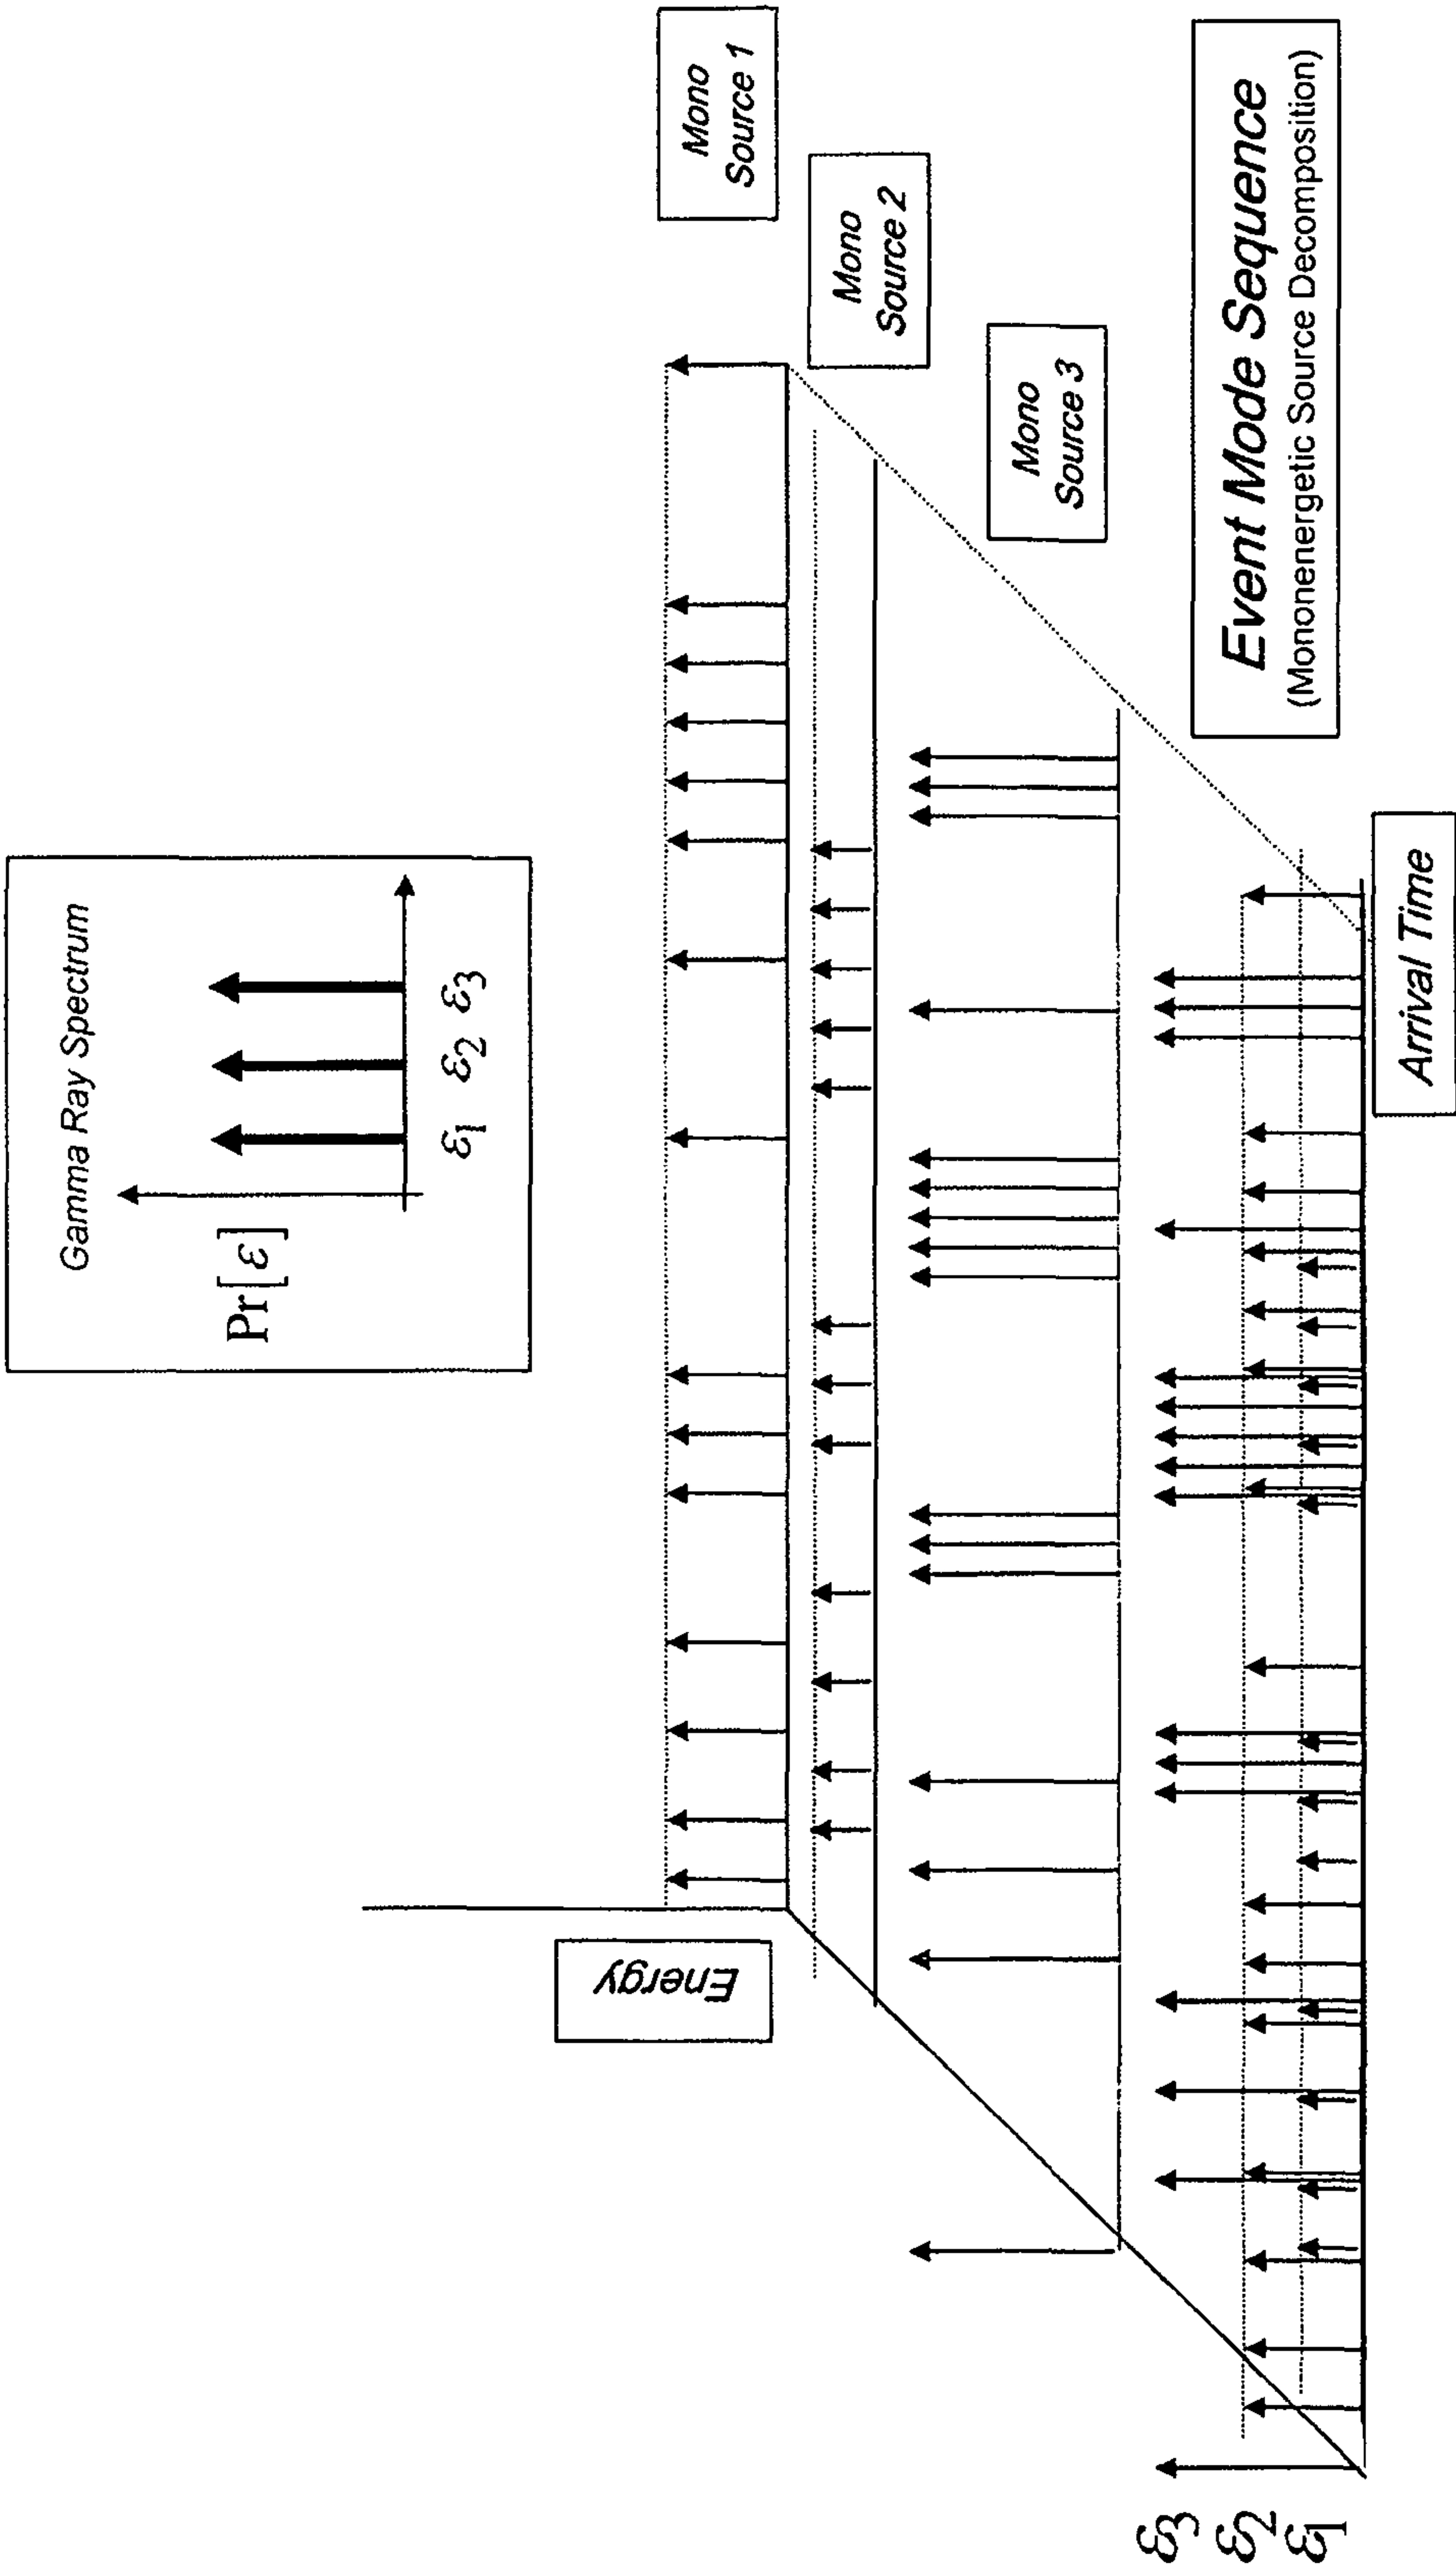 Gamma Ray Spectrum
Pr[ε]
ε1 ε2 ε3
Energy
Mono
Source 1
Mono
Source 2
Mono
Source 3
ε3
ε2
ε1
Event Mode Sequence
(Monoenergetic Source Decomposition)
Arrival Time